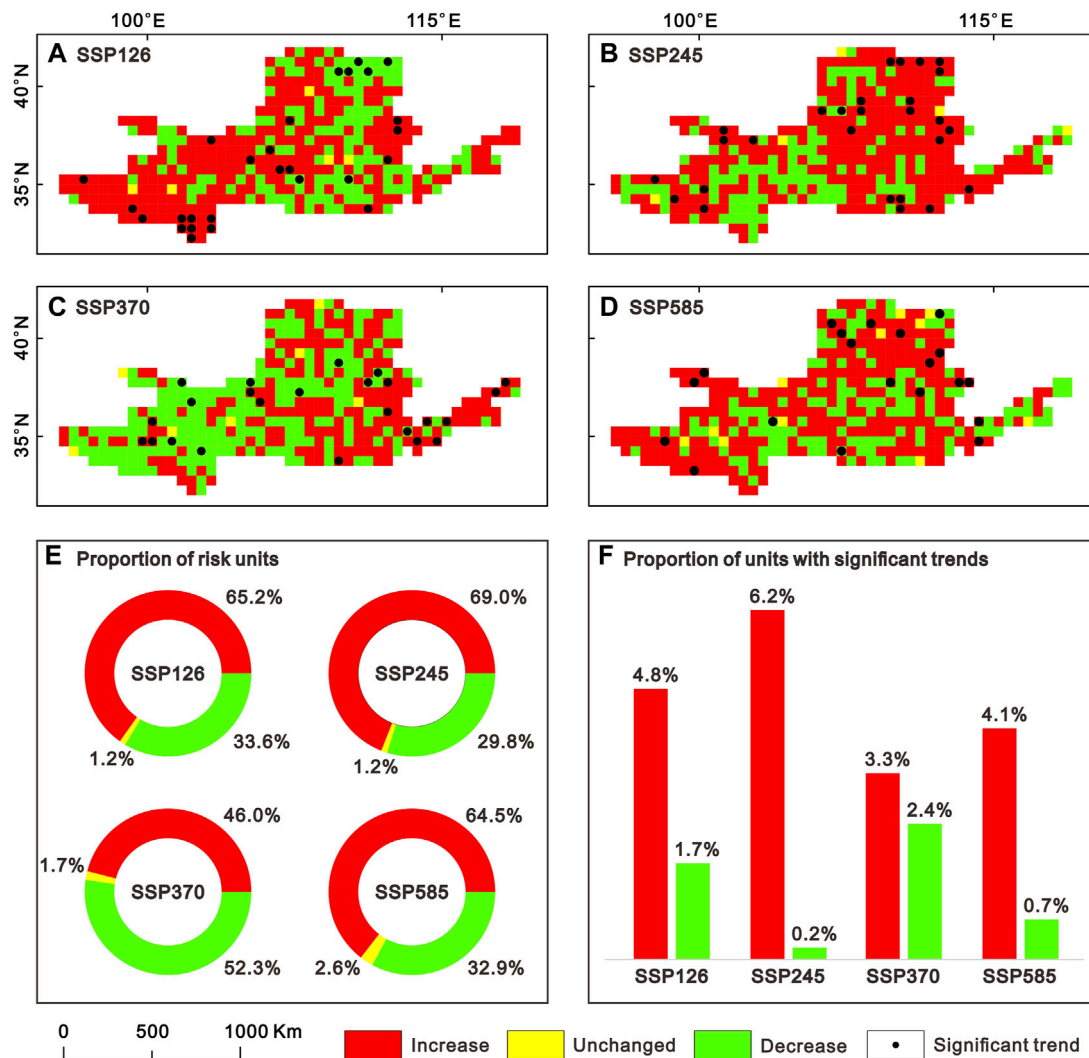 100°E 115°E 100°E 115°E
A SSP126
B SSP245
40°N
35°N
C SSP370
D SSP585
40°N
35°N
E Proportion of risk units
65.2%
69.0%
SSP126
SSP245
1.2%
33.6%
1.2%
29.8%
46.0%
64.5%
1.7%
SSP370
SSP585
52.3%
2.6%
32.9%
F Proportion of units with significant trends
6.2%
4.8%
4.1%
3.3%
2.4%
1.7%
0.7%
0.2%
SSP126 SSP245 SSP370 SSP585
0 500 1000 Km
Increase Unchanged Decrease Significant trend